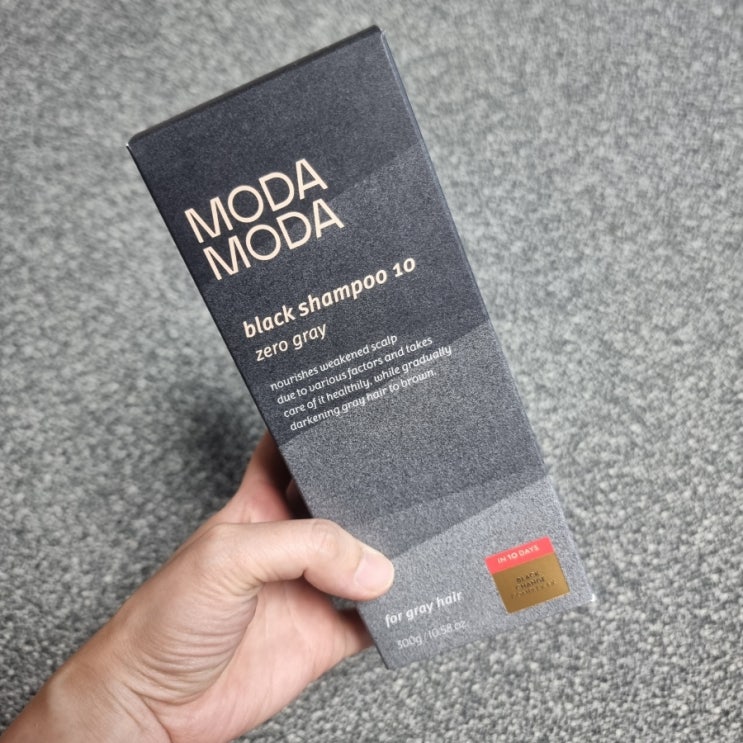 MODA
MODA
black shampoo 10
zero gray
nourishes weakened scalp
due to various factors and takes
care of it healthily, while gradually
darkening gray hair to brown.
IN 10 DAYS
BLACK
CHANGE
for gray hair
300g / 10.58 oz.